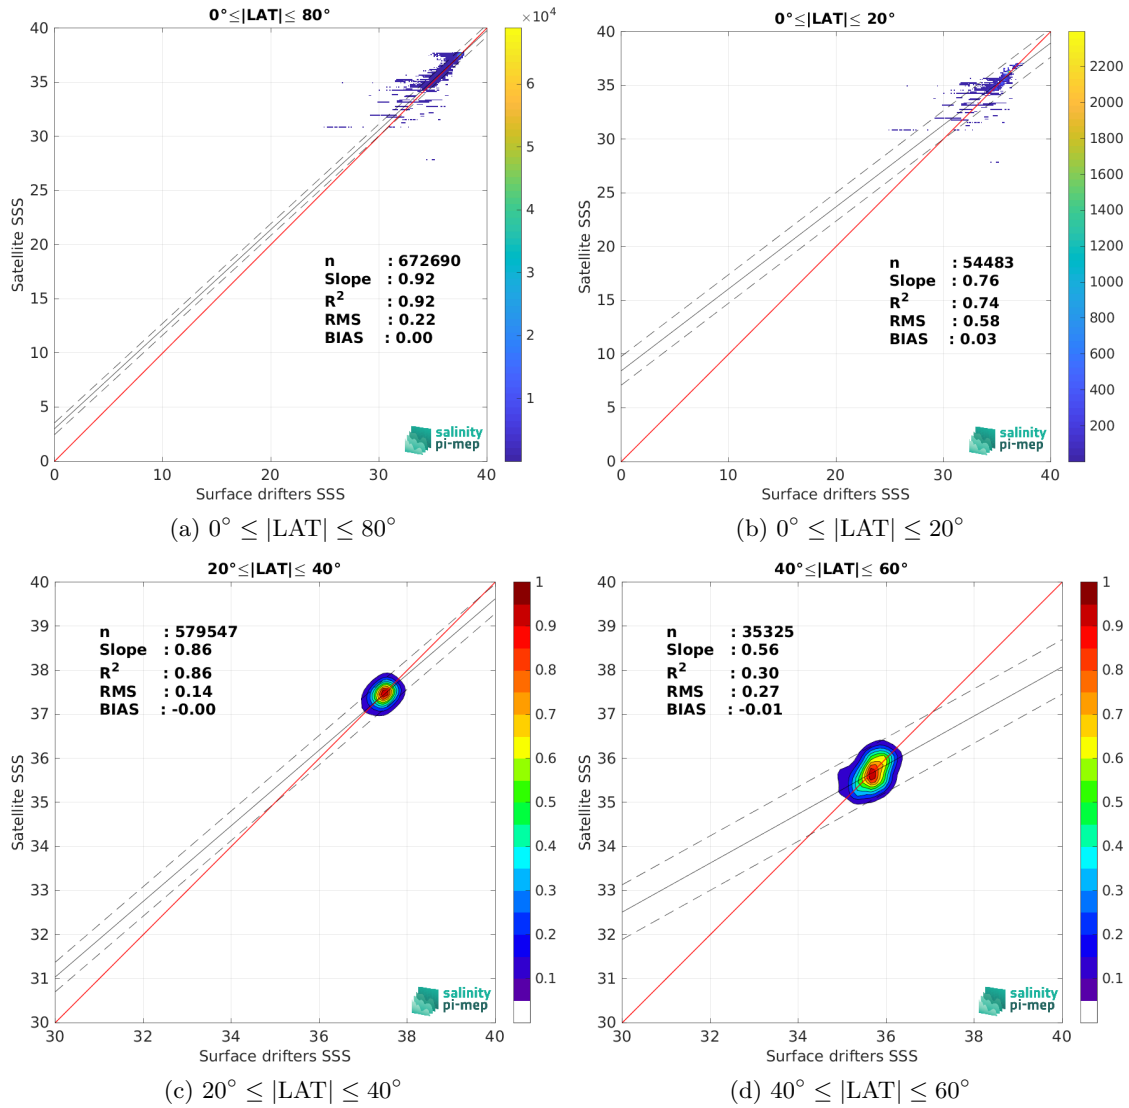 0°≤|LAT|≤ 80°
×10⁴
40
35
30
25
20
15
10
5
0
Satellite SSS
n : 672690
Slope : 0.92
R² : 0.92
RMS : 0.22
BIAS : 0.00
salinity
pi-mep
0 10 20 30 40
Surface drifters SSS
6
5
4
3
2
1
(a) 0° ≤ |LAT| ≤ 80°
0°≤|LAT|≤ 20°
40
35
30
25
20
15
10
5
0
Satellite SSS
n : 54483
Slope : 0.76
R² : 0.74
RMS : 0.58
BIAS : 0.03
salinity
pi-mep
0 10 20 30 40
Surface drifters SSS
2200
2000
1800
1600
1400
1200
1000
800
600
400
200
(b) 0° ≤ |LAT| ≤ 20°
20°≤|LAT|≤ 40°
40
39
38
37
36
35
34
33
32
31
30
Satellite SSS
n : 579547
Slope : 0.86
R² : 0.86
RMS : 0.14
BIAS : -0.00
salinity
pi-mep
30 32 34 36 38 40
Surface drifters SSS
1
0.9
0.8
0.7
0.6
0.5
0.4
0.3
0.2
0.1
(c) 20° ≤ |LAT| ≤ 40°
40°≤|LAT|≤ 60°
40
39
38
37
36
35
34
33
32
31
30
Satellite SSS
n : 35325
Slope : 0.56
R² : 0.30
RMS : 0.27
BIAS : -0.01
salinity
pi-mep
30 32 34 36 38 40
Surface drifters SSS
1
0.9
0.8
0.7
0.6
0.5
0.4
0.3
0.2
0.1
(d) 40° ≤ |LAT| ≤ 60°